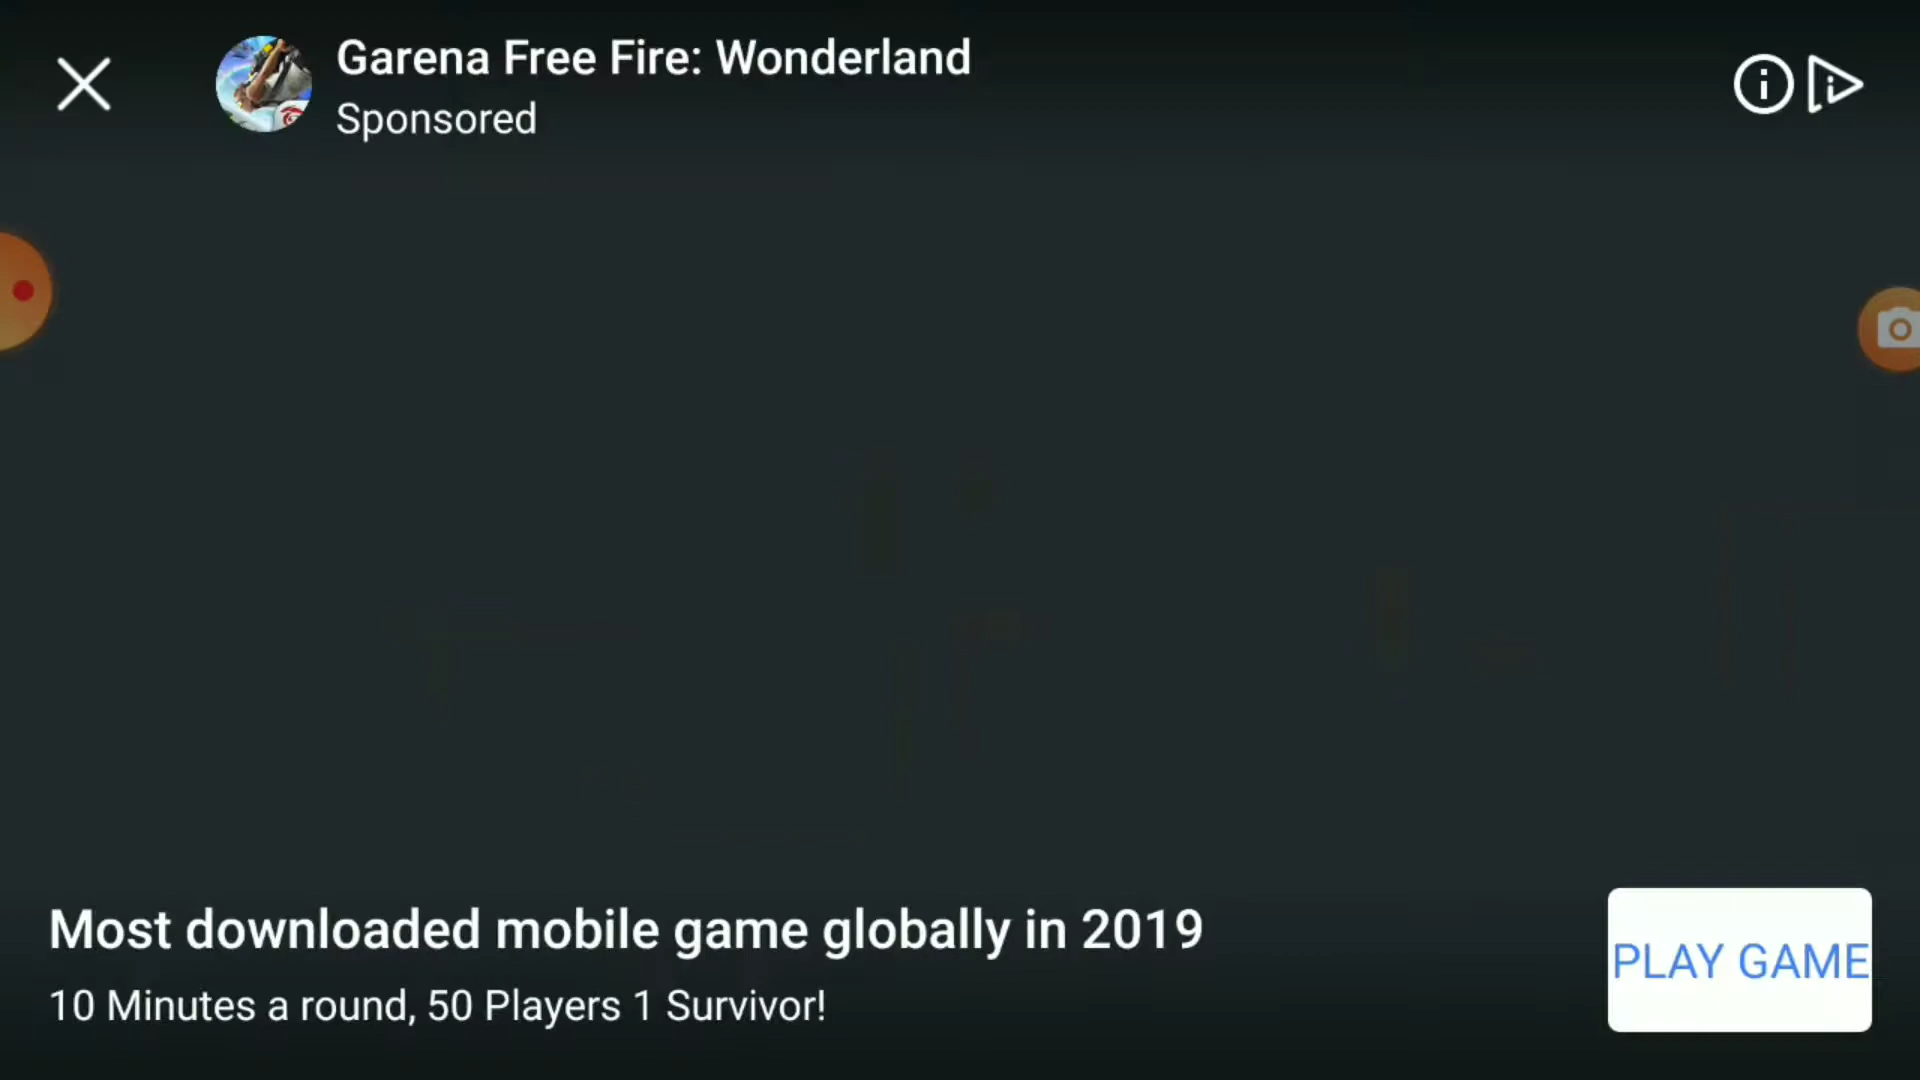 Garena Free Fire: Wonderland
Sponsored
Most downloaded mobile game globally in 2019
10 Minutes a round, 50 Players 1 Survivor!
PLAY GAME